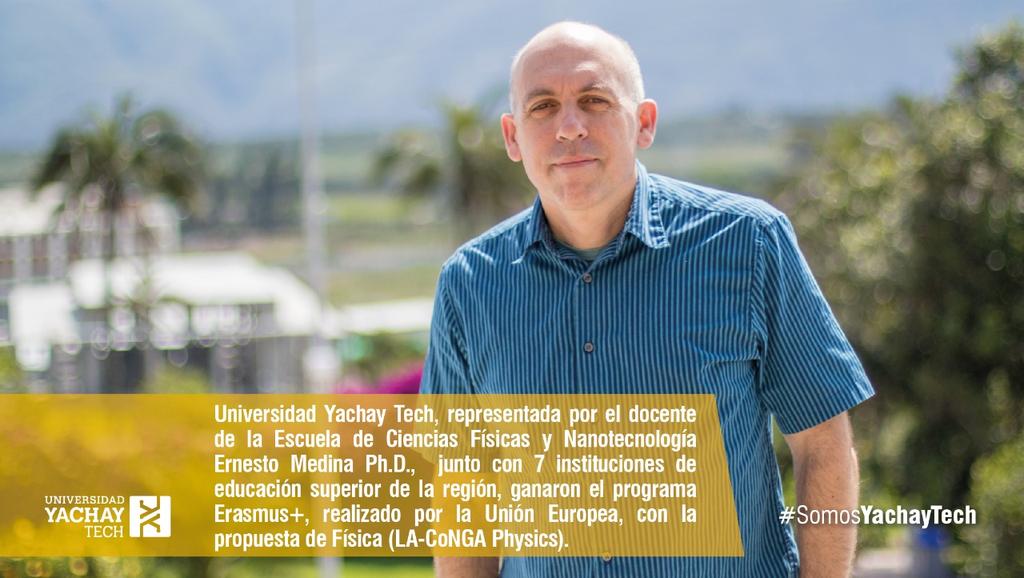 Universidad Yachay Tech, representada por el docente
de la Escuela de Ciencias Físicas y Nanotecnología
Ernesto Medina Ph.D., junto con 7 instituciones de
educación superior de la región, ganaron el programa
Erasmus+, realizado por la Unión Europea, con la
propuesta de Física (LA-CoNGA Physics).
UNIVERSIDAD
YACHAY
TECH
#SomosYachayTech